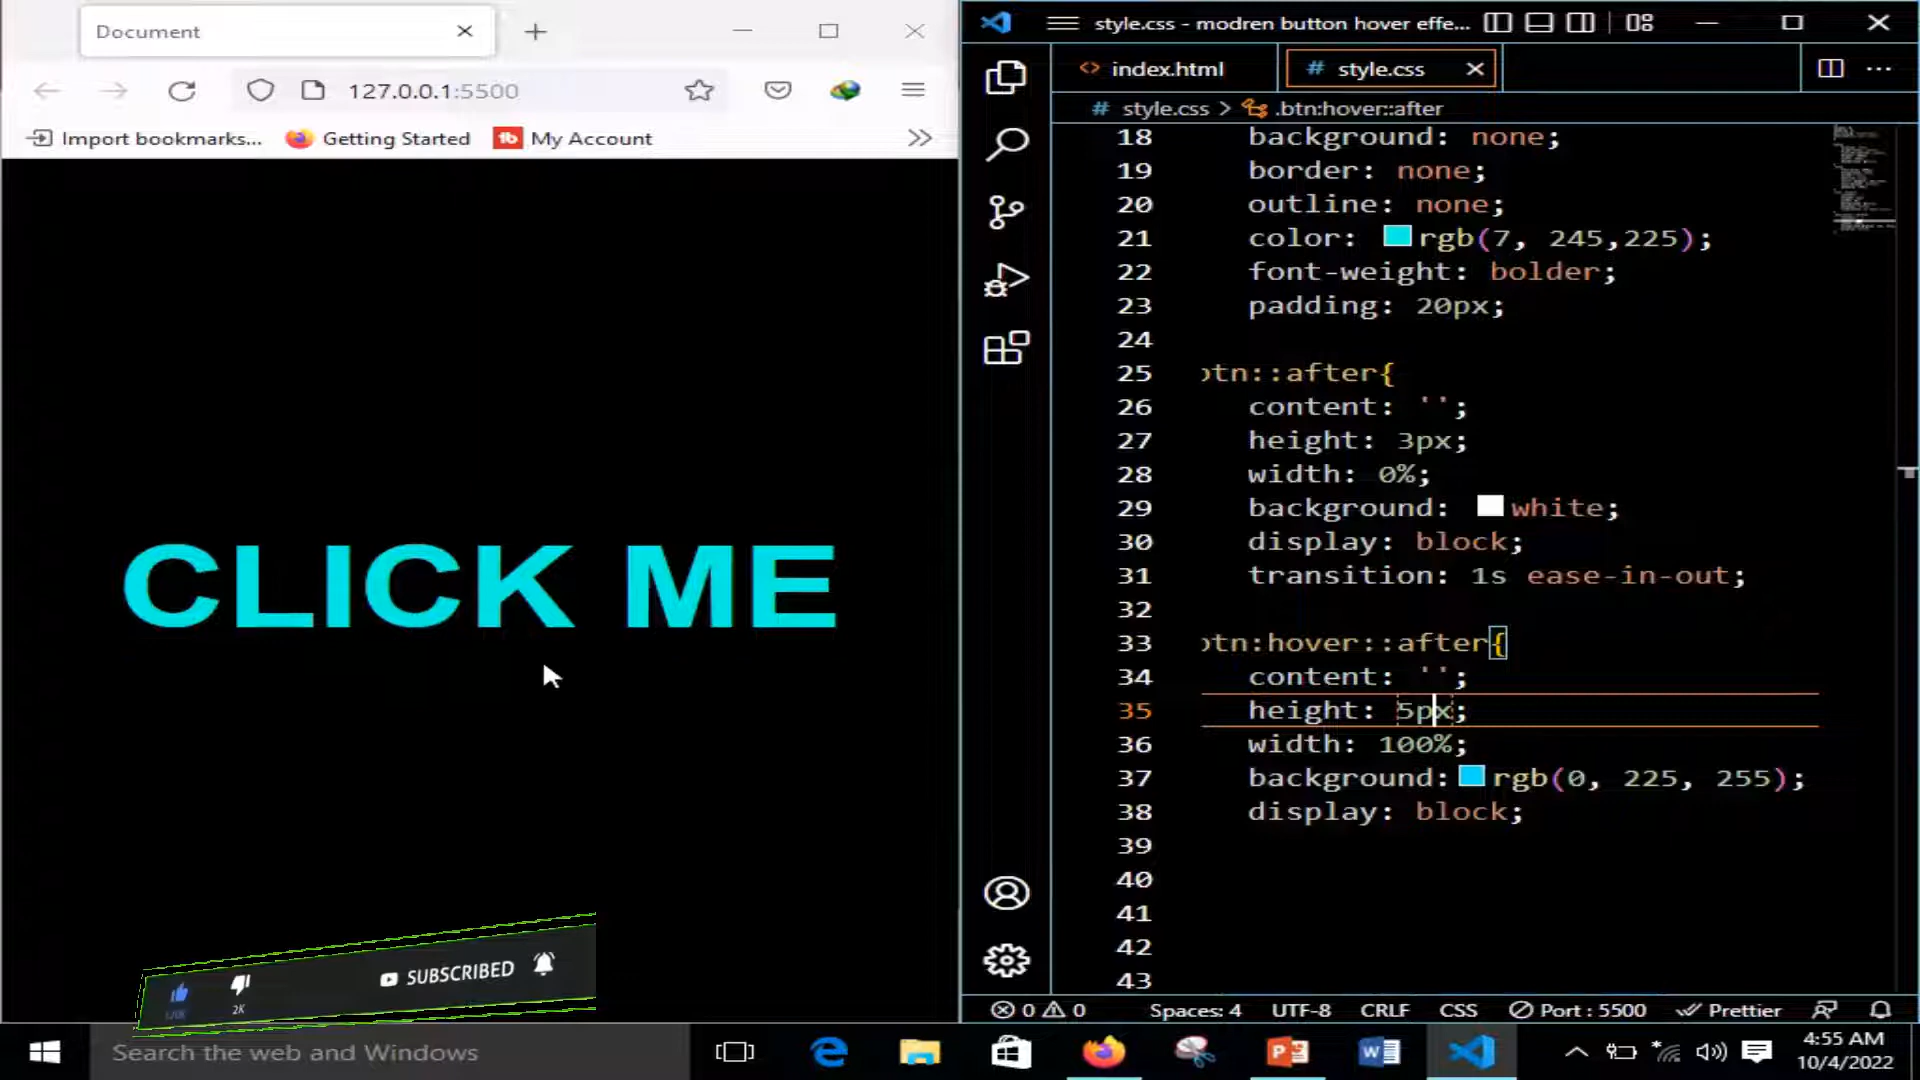 Document
127.0.0.1:5500
Import bookmarks...
Getting Started
My Account
CLICK ME
2K
SUBSCRIBED
style.css - modren button hover effe...
index.html
# style.css
# style.css > .btn:hover::after
18 background: none;
19 border: none;
20 outline: none;
21 color: rgb(7, 245,225);
22 font-weight: bolder;
23 padding: 20px;
24
25 btn::after{
26 content: '';
27 height: 3px;
28 width: 0%;
29 background: white;
30 display: block;
31 transition: 1s ease-in-out;
32
33 btn:hover::after{
34 content: '';
35 height: 5px;
36 width: 100%;
37 background: rgb(0, 225, 255);
38 display: block;
39
40
41
42
43
0 0 Spaces: 4 UTF-8 CRLF CSS Port : 5500 Prettier
Search the web and Windows
4:55 AM
10/4/2022